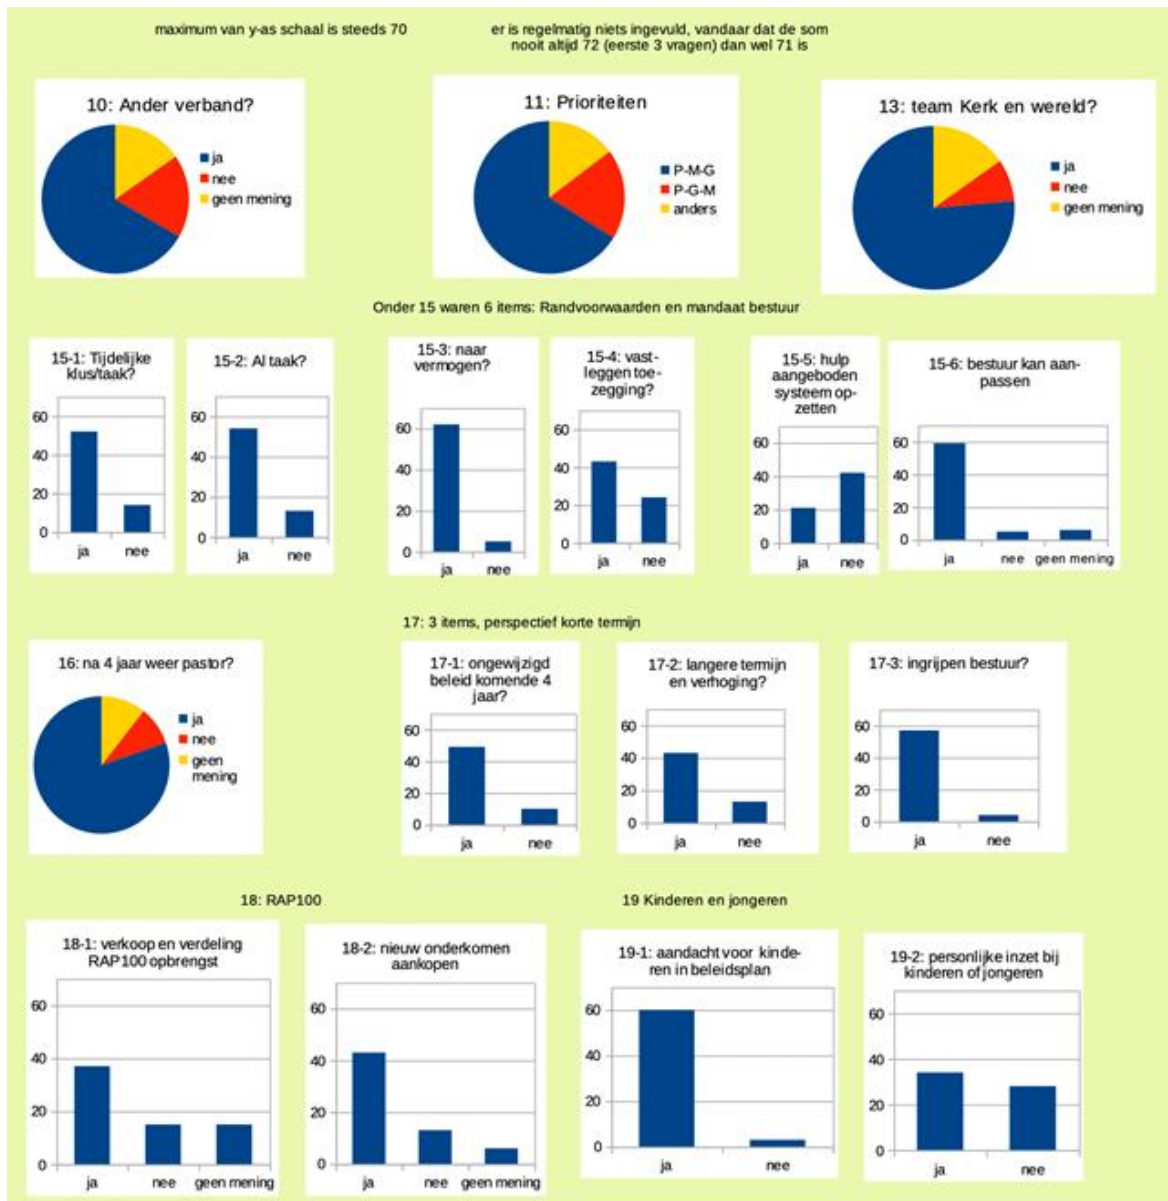 maximum van y-as schaal is steeds 70
er is regelmatig niets ingevuld, vandaar dat de som
nooit altijd 72 (eerste 3 vragen) dan wel 71 is
10: Ander verband?
ja
nee
geen mening
11: Prioriteiten
P-M-G
P-G-M
anders
13: team Kerk en wereld?
ja
nee
geen mening
Onder 15 waren 6 items: Randvoorwaarden en mandaat bestuur
15-1: Tijdelijke
klus/taak?
60
40
20
0
ja nee
15-2: Al taak?
60
40
20
0
ja nee
15-3: naar
vermogen?
60
40
20
0
ja nee
15-4: vast-
leggen toe-
zegging?
60
40
20
0
ja nee
15-5: hulp
aangeboden
systeem op-
zetten
60
40
20
0
ja nee
15-6: bestuur kan aan-
passen
60
40
20
0
ja nee geen mening
17: 3 items, perspectief korte termijn
16: na 4 jaar weer pastor?
ja
nee
geen
mening
17-1: ongewijzigd
beleid komende 4
jaar?
60
40
20
0
ja nee
17-2: langere termijn
en verhoging?
60
40
20
0
ja nee
17-3: ingrijpen bestuur?
60
40
20
0
ja nee
18: RAP100
19 Kinderen en jongeren
18-1: verkoop en verdeling
RAP100 opbrengst
60
40
20
0
ja nee geen mening
18-2: nieuw onderkomen
aankopen
60
40
20
0
ja nee geen mening
19-1: aandacht voor kinde-
ren in beleidsplan
60
40
20
0
ja nee
19-2: personlijke inzet bij
kinderen of jongeren
60
40
20
0
ja nee